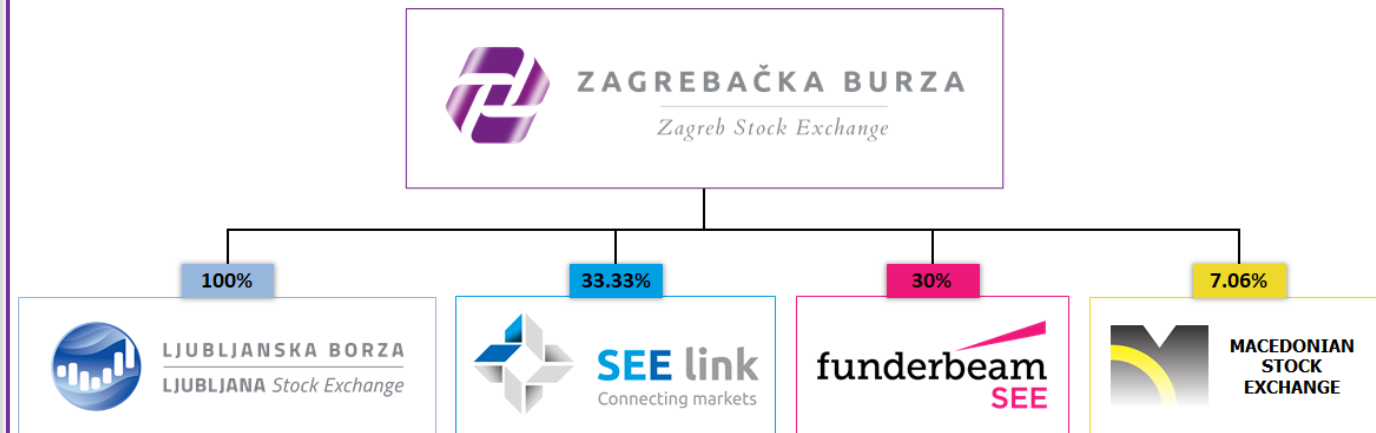 ZAGREBAČKA BURZA
Zagreb Stock Exchange
100%
33.33%
30%
7.06%
LJUBLJANSKA BORZA
LJUBLJANA Stock Exchange
SEE link
Connecting markets
funderbeam
SEE
MACEDONIAN
STOCK
EXCHANGE